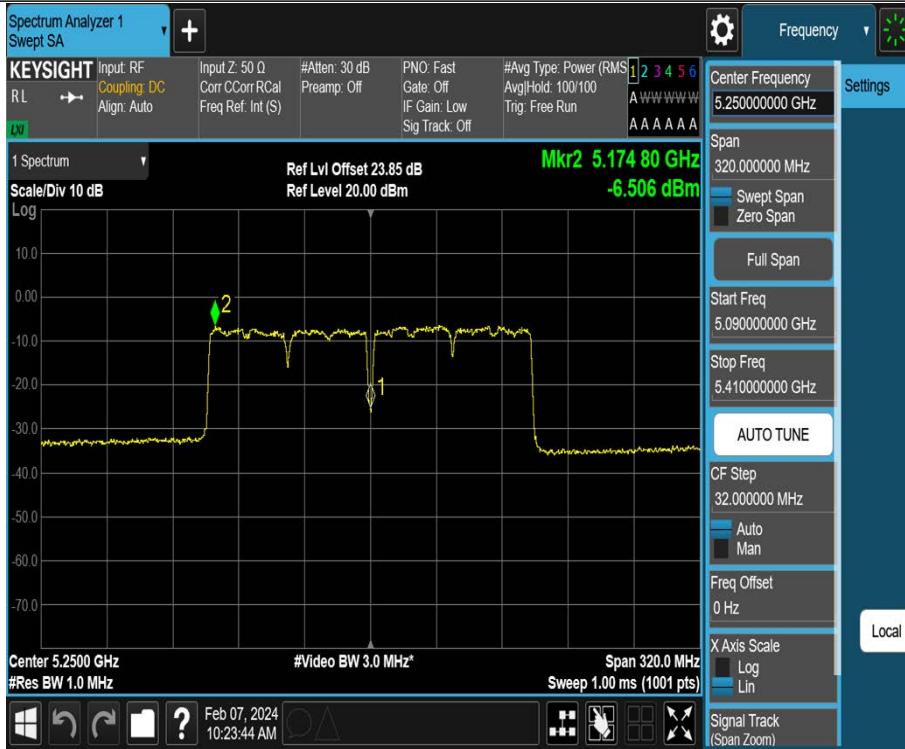 Spectrum Analyzer 1
Swept SA
Frequency
Settings
KEYSIGHT
R L
LXI
Input: RF
Coupling: DC
Align: Auto
Input Z: 50 Ω
Corr CCorr RCal
Freq Ref: Int (S)
#Atten: 30 dB
Preamp: Off
PNO: Fast
Gate: Off
IF Gain: Low
Sig Track: Off
#Avg Type: Power (RMS
Avg|Hold: 100/100
Trig: Free Run
1 2 3 4 5 6
A W W W W W
A A A A A A
1 Spectrum
Scale/Div 10 dB
Log
Ref Lvl Offset 23.85 dB
Ref Level 20.00 dBm
Mkr2 5.174 80 GHz
-6.506 dBm
10.0
0.00
-10.0
-20.0
-30.0
-40.0
-50.0
-60.0
-70.0
2
1
Center 5.2500 GHz
#Res BW 1.0 MHz
#Video BW 3.0 MHz*
Span 320.0 MHz
Sweep 1.00 ms (1001 pts)
Center Frequency
5.250000000 GHz
Span
320.000000 MHz
Swept Span
Zero Span
Full Span
Start Freq
5.090000000 GHz
Stop Freq
5.410000000 GHz
AUTO TUNE
CF Step
32.000000 MHz
Auto
Man
Freq Offset
0 Hz
X Axis Scale
Log
Lin
Signal Track
(Span Zoom)
Local
?
Feb 07, 2024
10:23:44 AM